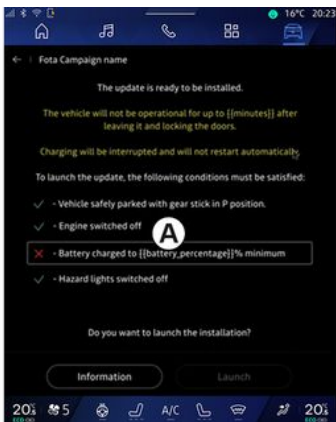 16°C 20:23
Fota Campaign name
The update is ready to be installed.
The vehicle will not be operational for up to {{minutes}} after
leaving it and locking the doors.
Charging will be interrupted and will not restart automatically.
To launch the update, the following conditions must be satisfied:
- Vehicle safely parked with gear stick in P position.
- Engine switched off
A
- Battery charged to {{battery_percentage}}% minimum
- Hazard lights switched off
Do you want to launch the installation?
Information
Launch
20⁵ 5 A/C 20⁵
ECO ECO